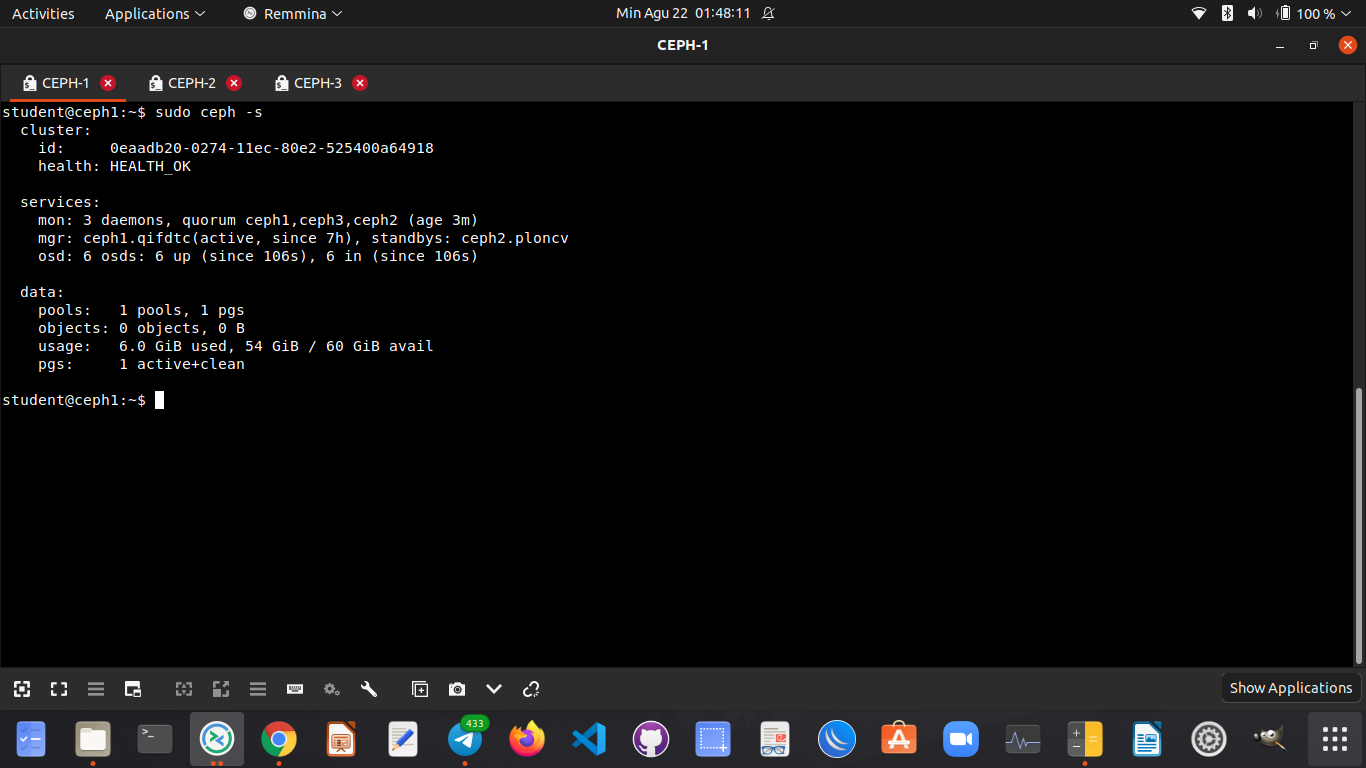 Activities Applications Remmina Min Agu 22 01:48:11 100 %
CEPH-1
CEPH-1 CEPH-2 CEPH-3
student@ceph1:~$ sudo ceph -s
  cluster:
    id:     0eaadb20-0274-11ec-80e2-525400a64918
    health: HEALTH_OK

  services:
    mon: 3 daemons, quorum ceph1,ceph3,ceph2 (age 3m)
    mgr: ceph1.qifdtc(active, since 7h), standbys: ceph2.ploncv
    osd: 6 osds: 6 up (since 106s), 6 in (since 106s)

  data:
    pools:   1 pools, 1 pgs
    objects: 0 objects, 0 B
    usage:   6.0 GiB used, 54 GiB / 60 GiB avail
    pgs:     1 active+clean

student@ceph1:~$
Show Applications
>_
433